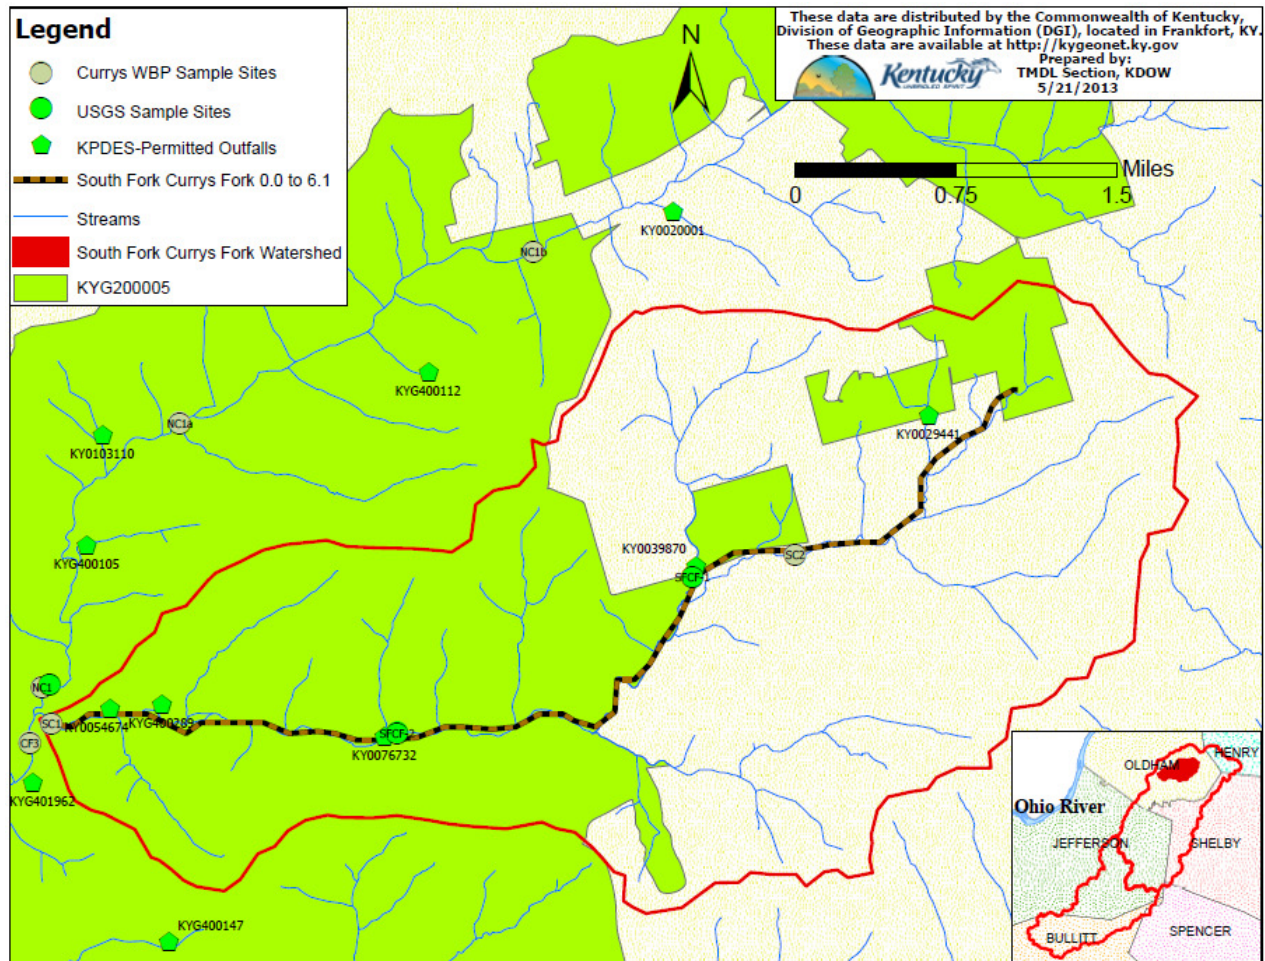 Legend
Currys WBP Sample Sites
USGS Sample Sites
KPDES-Permitted Outfalls
South Fork Currys Fork 0.0 to 6.1
Streams
South Fork Currys Fork Watershed
KYG200005
N
These data are distributed by the Commonwealth of Kentucky,
Division of Geographic Information (DGI), located in Frankfort, KY.
These data are available at http://kygeonet.ky.gov
Prepared by:
TMDL Section, KDOW
5/21/2013
Kentucky
UNBRIDLED SPIRIT
Miles
0
0.75
1.5
KY0020001
NC1b
KYG400112
NC1a
KY0103110
KY0029441
KYG400105
KY0039870
SC2
SFCF-1
NC1
SC1
KY0054674
KYG400289
SFCF-2
CF3
KY0076732
KYG401962
KYG400147
OLDHAM
HENRY
Ohio River
JEFFERSON
SHELBY
BULLITT
SPENCER